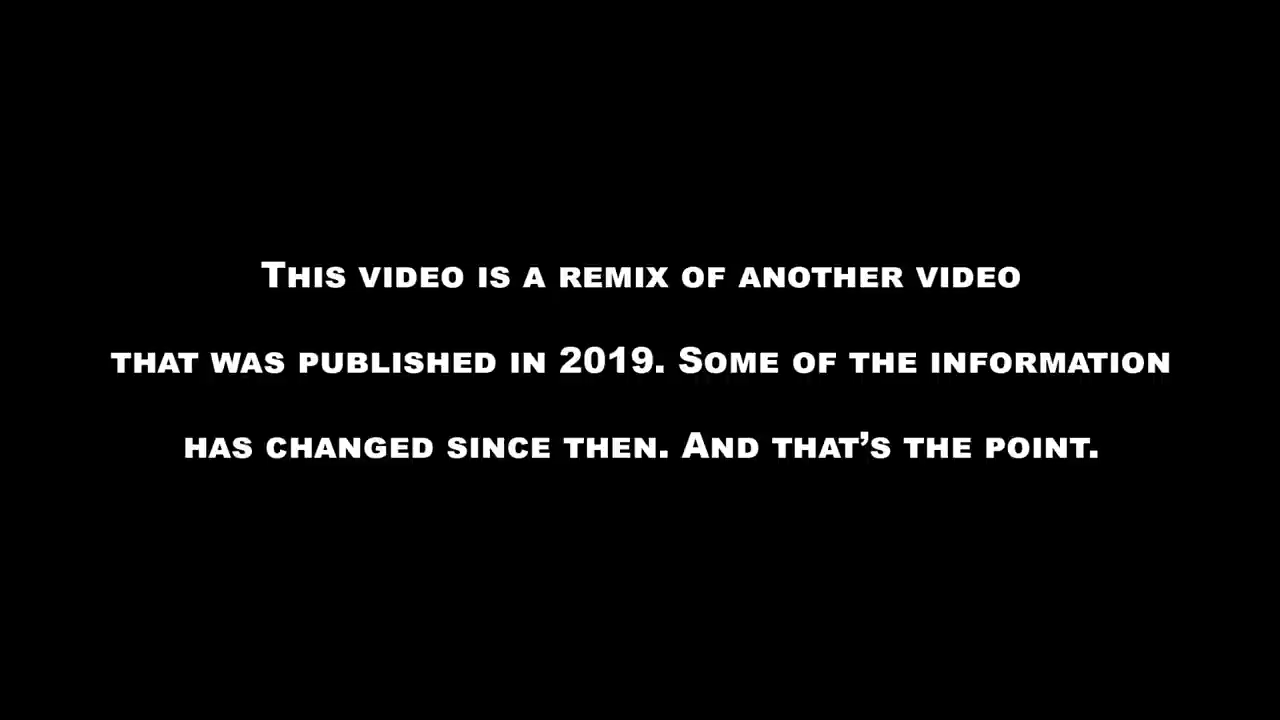 This video is a remix of another video
that was published in 2019. Some of the information
has changed since then. And that’s the point.